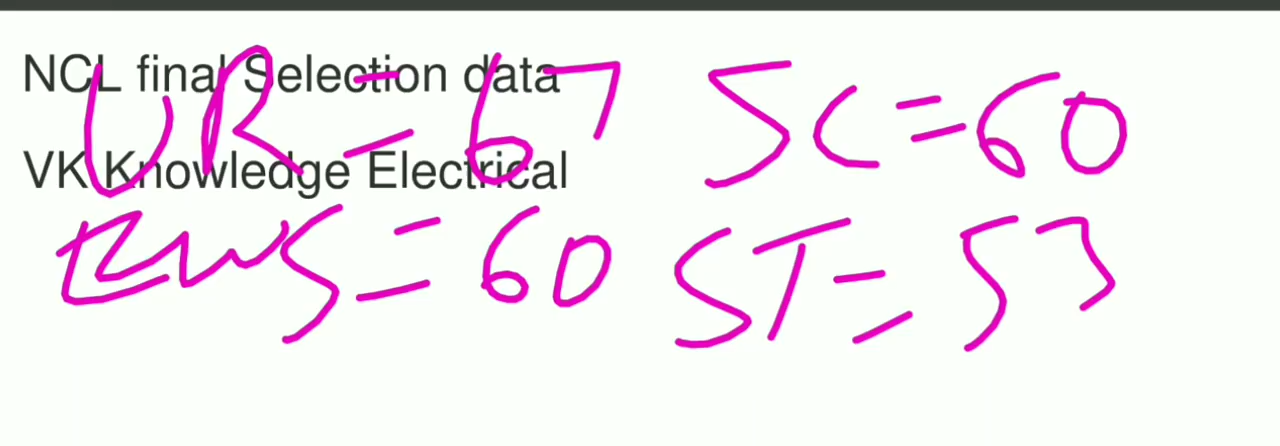 NCL final Selection data
UR = 67 SC = 60
VK Knowledge Electrical
EWS = 60 ST = 53